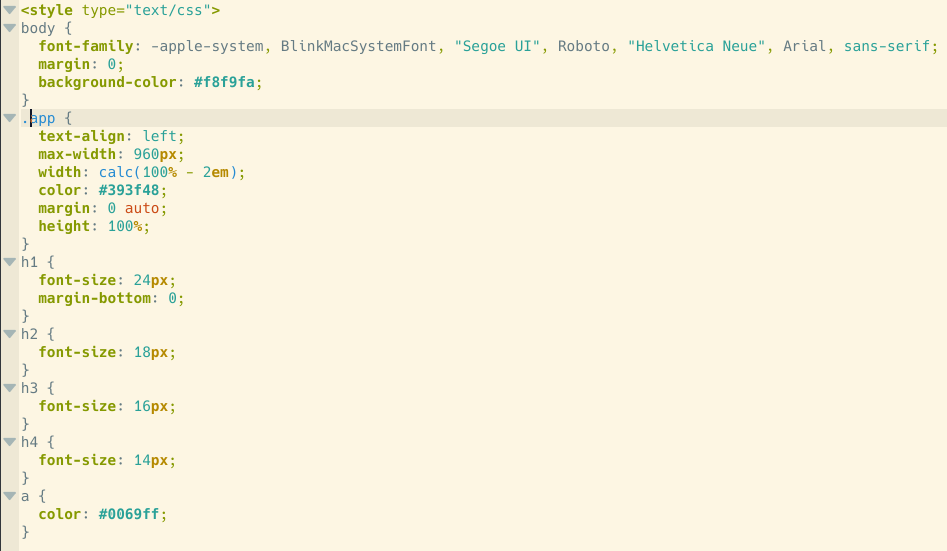 <style type="text/css">
body {
  font-family: -apple-system, BlinkMacSystemFont, "Segoe UI", Roboto, "Helvetica Neue", Arial, sans-serif;
  margin: 0;
  background-color: #f8f9fa;
}
.app {
  text-align: left;
  max-width: 960px;
  width: calc(100% - 2em);
  color: #393f48;
  margin: 0 auto;
  height: 100%;
}
h1 {
  font-size: 24px;
  margin-bottom: 0;
}
h2 {
  font-size: 18px;
}
h3 {
  font-size: 16px;
}
h4 {
  font-size: 14px;
}
a {
  color: #0069ff;
}